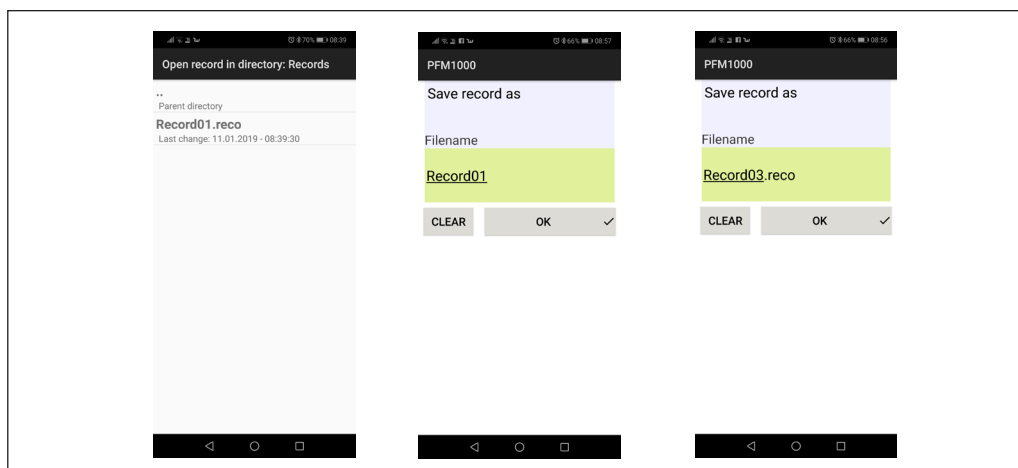 70% 08:39
Open record in directory: Records
..
Parent directory
Record01.reco
Last change: 11.01.2019 - 08:39:30
66% 08:57
PFM1000
Save record as
Filename
Record01
CLEAR
OK
66% 08:56
PFM1000
Save record as
Filename
Record03.reco
CLEAR
OK